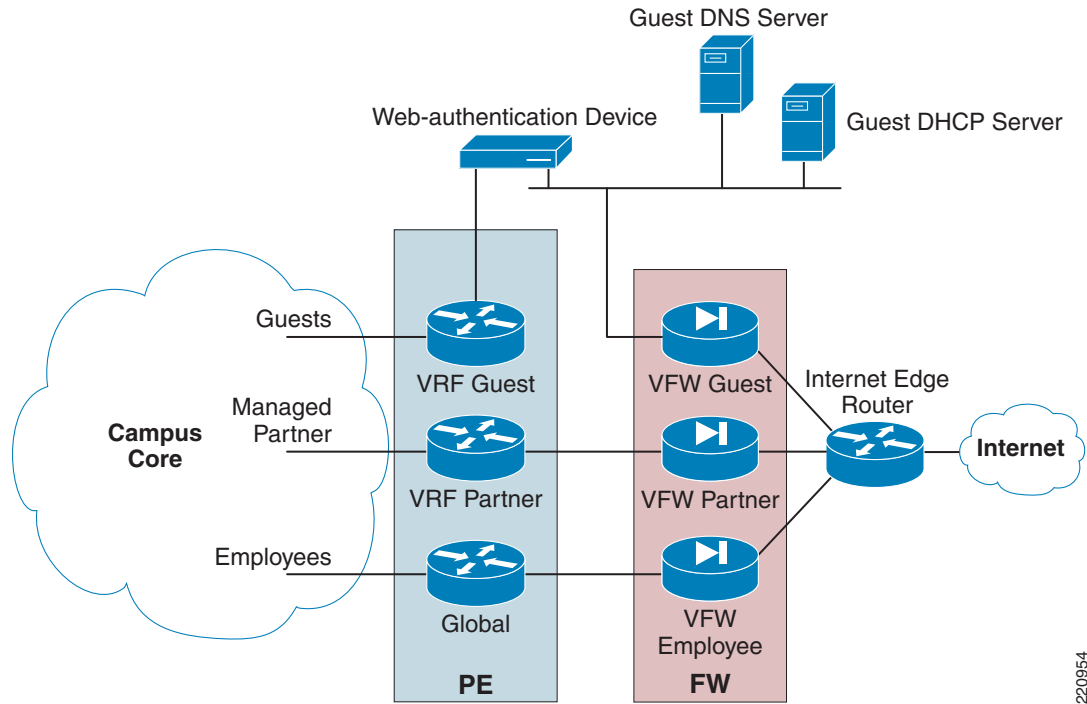 Guest DNS Server
Web-authentication Device
Guest DHCP Server
Guests
VRF Guest
VFW Guest
Internet Edge
Router
Managed
Partner
Campus
Core
VRF Partner
VFW Partner
Internet
Employees
Global
VFW
Employee
PE
FW
220954